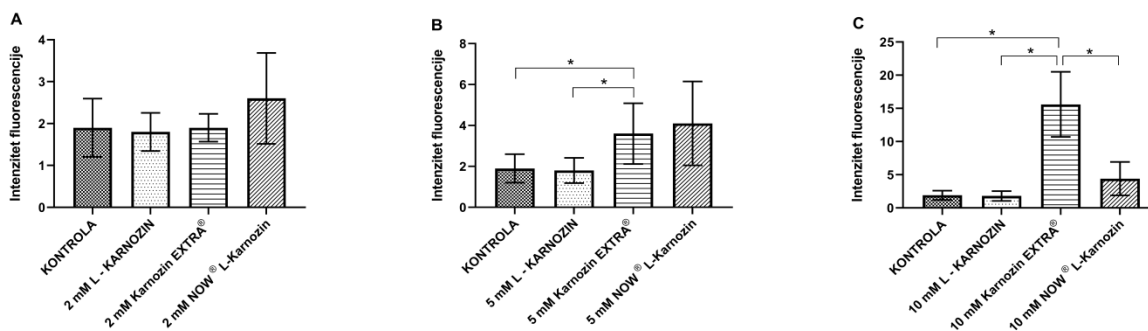 A
Intenzitet fluorescencije
4
3
2
1
0
KONTROLA
2 mM L - KARNOZIN
2 mM Karnozin EXTRA®
2 mM NOW® L-Karnozin
B
Intenzitet fluorescencije
8
6
4
2
0
*
*
KONTROLA
5 mM L - KARNOZIN
5 mM Karnozin EXTRA®
5 mM NOW® L-Karnozin
C
Intenzitet fluorescencije
25
20
15
10
5
0
*
*
*
KONTROLA
10 mM L - KARNOZIN
10 mM Karnozin EXTRA®
10 mM NOW® L-Karnozin